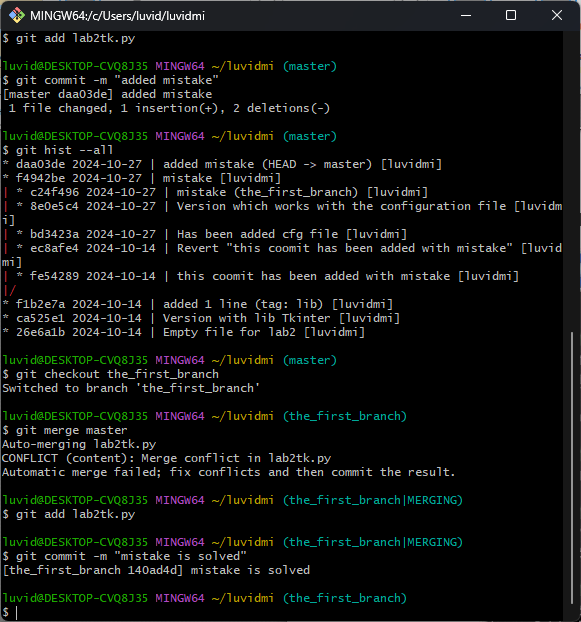 MINGW64:/c/Users/luvid/luvidmi
$ git add lab2tk.py
luvid@DESKTOP-CVQ8J35 MINGW64 ~/luvidmi (master)
$ git commit -m "added mistake"
[master daa03de] added mistake
 1 file changed, 1 insertion(+), 2 deletions(-)
luvid@DESKTOP-CVQ8J35 MINGW64 ~/luvidmi (master)
$ git hist --all
* daa03de 2024-10-27 | added mistake (HEAD -> master) [luvidmi]
* f4942be 2024-10-27 | mistake [luvidmi]
| * c24f496 2024-10-27 | mistake (the_first_branch) [luvidmi]
| * 8e0e5c4 2024-10-27 | Version which works with the configuration file [luvidm
i]
| * bd3423a 2024-10-27 | Has been added cfg file [luvidmi]
| * ec8afe4 2024-10-14 | Revert "this coomit has been added with mistake" [luvid
mi]
| * fe54289 2024-10-14 | this coomit has been added with mistake [luvidmi]
|/
* f1b2e7a 2024-10-14 | added 1 line (tag: lib) [luvidmi]
* ca525e1 2024-10-14 | Version with lib Tkinter [luvidmi]
* 26e6a1b 2024-10-14 | Empty file for lab2 [luvidmi]
luvid@DESKTOP-CVQ8J35 MINGW64 ~/luvidmi (master)
$ git checkout the_first_branch
Switched to branch 'the_first_branch'
luvid@DESKTOP-CVQ8J35 MINGW64 ~/luvidmi (the_first_branch)
$ git merge master
Auto-merging lab2tk.py
CONFLICT (content): Merge conflict in lab2tk.py
Automatic merge failed; fix conflicts and then commit the result.
luvid@DESKTOP-CVQ8J35 MINGW64 ~/luvidmi (the_first_branch|MERGING)
$ git add lab2tk.py
luvid@DESKTOP-CVQ8J35 MINGW64 ~/luvidmi (the_first_branch|MERGING)
$ git commit -m "mistake is solved"
[the_first_branch 140ad4d] mistake is solved
luvid@DESKTOP-CVQ8J35 MINGW64 ~/luvidmi (the_first_branch)
$